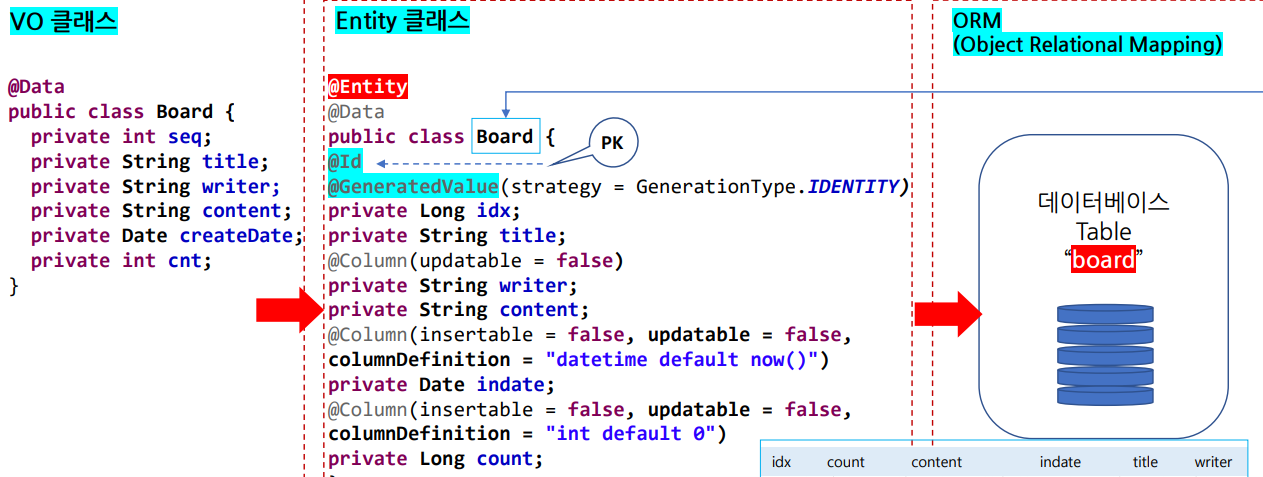 VO 클래스
@Data
public class Board {
private int seq;
private String title;
private String writer;
private String content;
private Date createDate;
private int cnt;
}
Entity 클래스
@Entity
@Data
public class Board {
@Id
PK
@GeneratedValue(strategy = GenerationType.IDENTITY)
private Long idx;
private String title;
@Column(updatable = false)
private String writer;
private String content;
@Column(insertable = false, updatable = false,
columnDefinition = "datetime default now()")
private Date indate;
@Column(insertable = false, updatable = false,
columnDefinition = "int default 0")
private Long count;
ORM
(Object Relational Mapping)
데이터베이스
Table
“board”
idx count content indate title writer